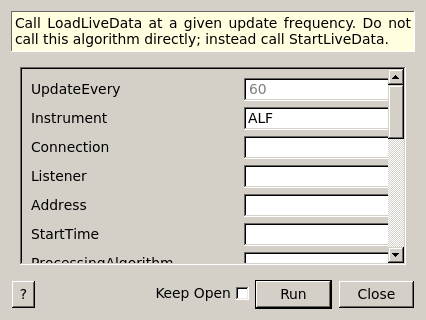 Call LoadLiveData at a given update frequency. Do not
call this algorithm directly; instead call StartLiveData.
UpdateEvery 60
Instrument ALF
Connection
Listener
Address
StartTime
ProcessingAlgorithm
? Keep Open Run Close